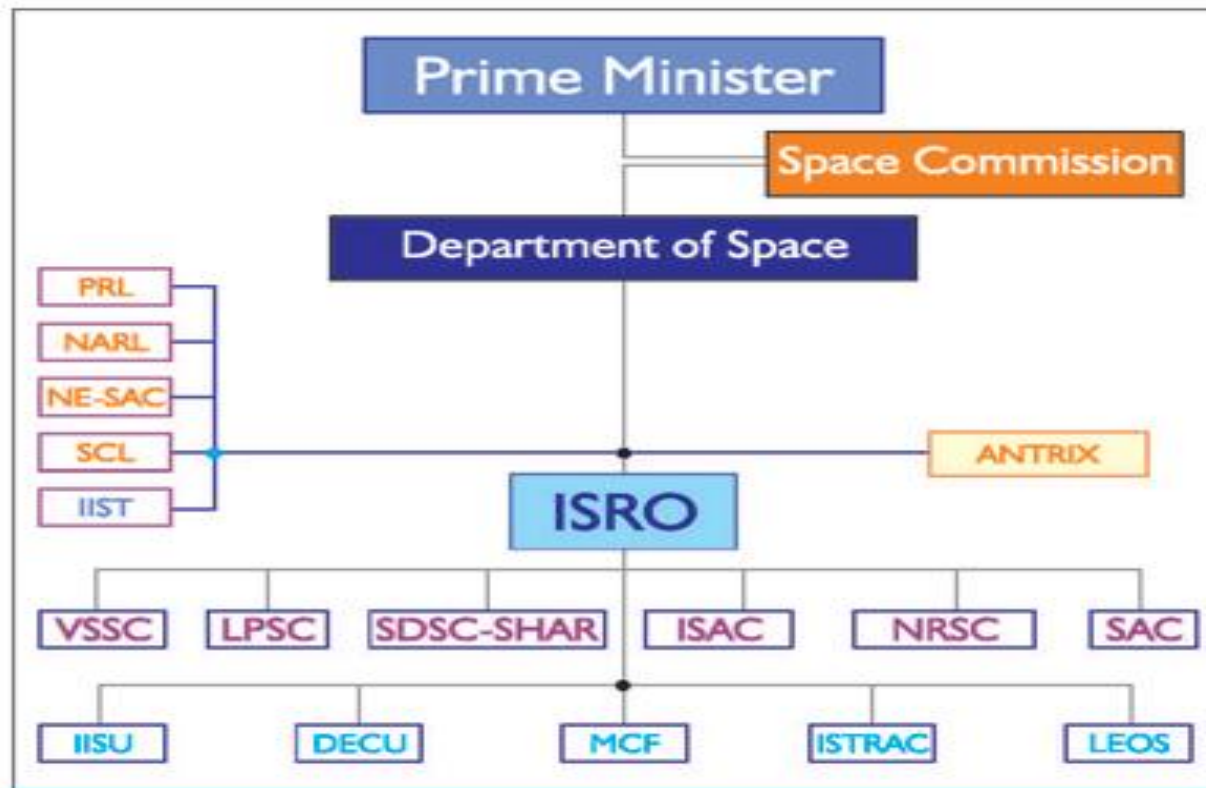 Prime Minister
Space Commission
Department of Space
PRL
NARL
NE-SAC
SCL
IIST
ANTRIX
ISRO
VSSC
LPSC
SDSC-SHAR
ISAC
NRSC
SAC
IISU
DECU
MCF
ISTRAC
LEOS